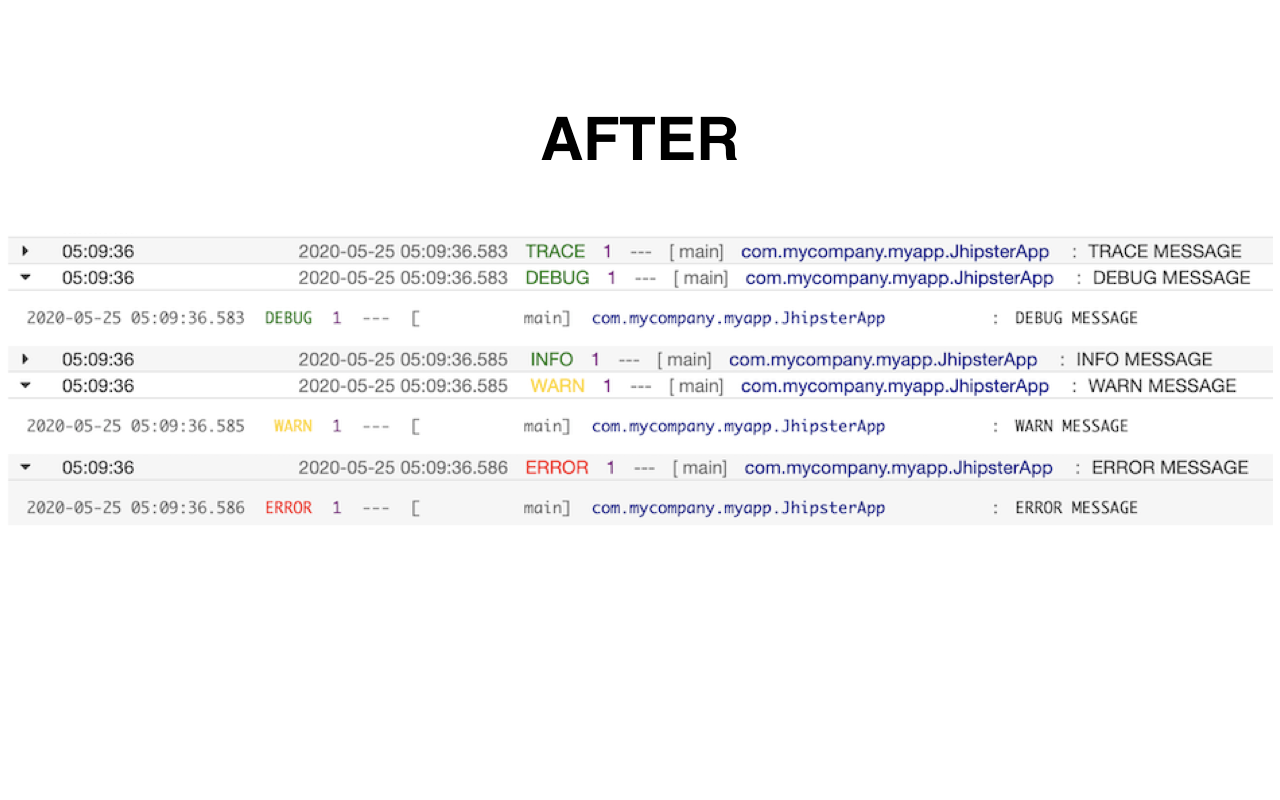 AFTER
05:09:36 2020-05-25 05:09:36.583 TRACE 1 --- [ main] com.mycompany.myapp.JhipsterApp : TRACE MESSAGE
05:09:36 2020-05-25 05:09:36.583 DEBUG 1 --- [ main] com.mycompany.myapp.JhipsterApp : DEBUG MESSAGE
2020-05-25 05:09:36.583 DEBUG 1 --- [ main] com.mycompany.myapp.JhipsterApp : DEBUG MESSAGE
05:09:36 2020-05-25 05:09:36.585 INFO 1 --- [ main] com.mycompany.myapp.JhipsterApp : INFO MESSAGE
05:09:36 2020-05-25 05:09:36.585 WARN 1 --- [ main] com.mycompany.myapp.JhipsterApp : WARN MESSAGE
2020-05-25 05:09:36.585 WARN 1 --- [ main] com.mycompany.myapp.JhipsterApp : WARN MESSAGE
05:09:36 2020-05-25 05:09:36.586 ERROR 1 --- [ main] com.mycompany.myapp.JhipsterApp : ERROR MESSAGE
2020-05-25 05:09:36.586 ERROR 1 --- [ main] com.mycompany.myapp.JhipsterApp : ERROR MESSAGE